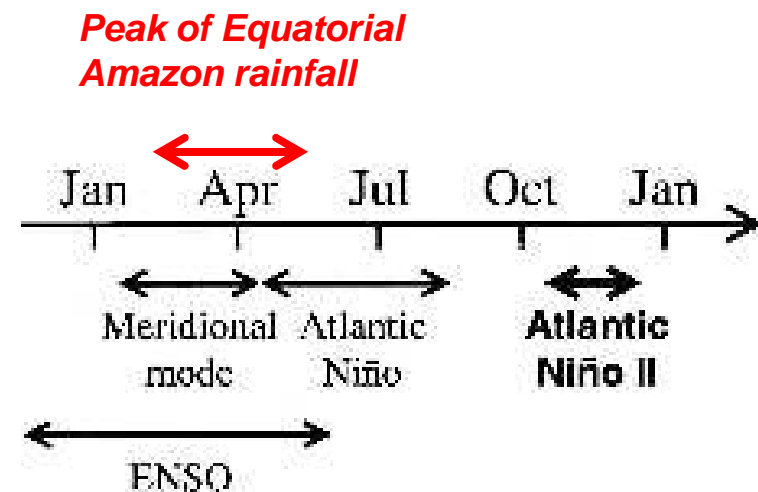 Peak of Equatorial
Amazon rainfall
Jan Apr Jul Oct Jan
Meridional Atlantic Atlantic
mode Niño Niño II
ENSO